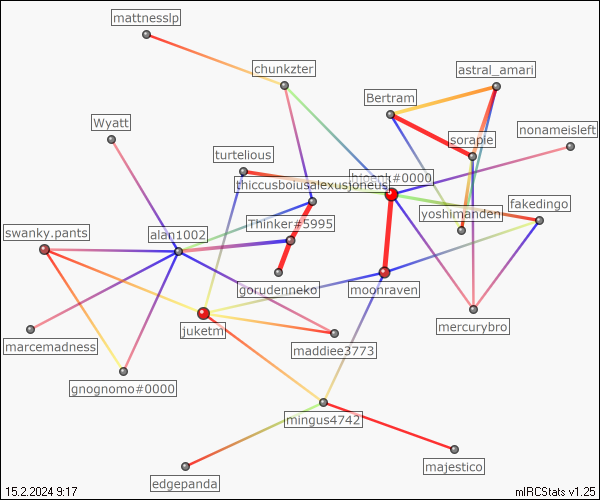 mattnesslp
chunkzter
astral_amari
Bertram
Wyatt
nonameisleft
sorapie
turtelious
thiccusboiusalexusjoneus
#0000
fakedingo
yoshimanden
Thinker#5995
swanky.pants
alan1002
gorudenneko
moonraven
mercurybro
juketm
marcemadness
maddiee3773
gnognomo#0000
mingus4742
majestico
edgepanda
15.2.2024 9:17
mIRCStats v1.25